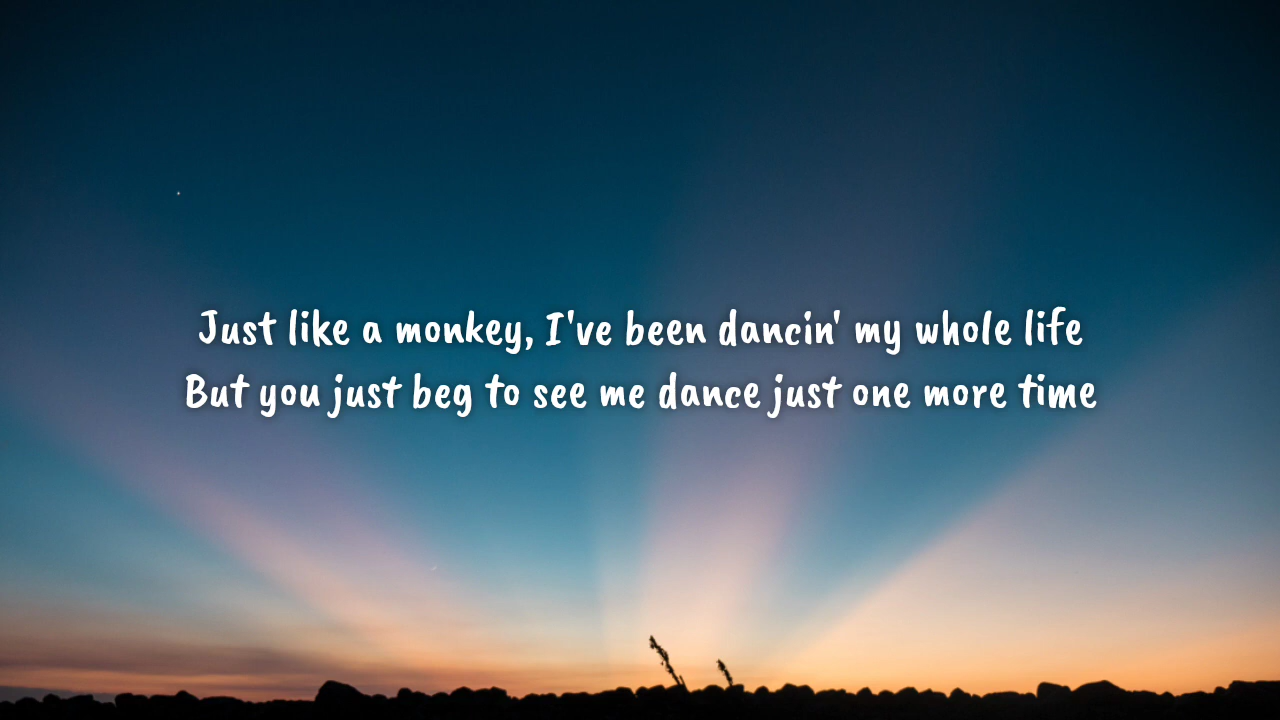 Just like a monkey, I've been dancin' my whole life
But you just beg to see me dance just one more time